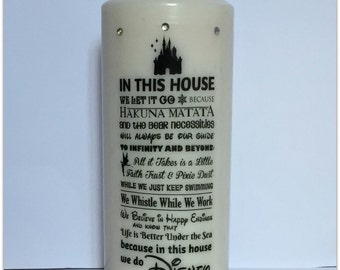 IN THIS HOUSE
WE LET IT GO BECAUSE
HAKUNA MATATA
AND THE BEAR NECESSITIES
WILL ALWAYS BE OUR GUIDE
TO INFINITY AND BEYOND
All it Takes is a Little
Faith Trust & Pixie Dust
WHILE WE JUST KEEP SWIMMING
We Whistle While We Work
We Believe in Happy Endings
AND KNOW THAT
Life is Better Under the Sea
because in this house
we do Disney